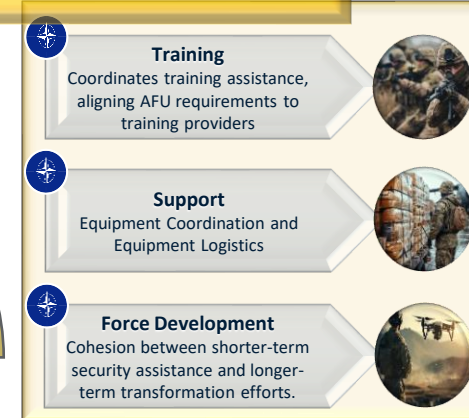 Training
Coordinates training assistance,
aligning AFU requirements to
training providers
Support
Equipment Coordination and
Equipment Logistics
Force Development
Cohesion between shorter-term
security assistance and longer-
term transformation efforts.